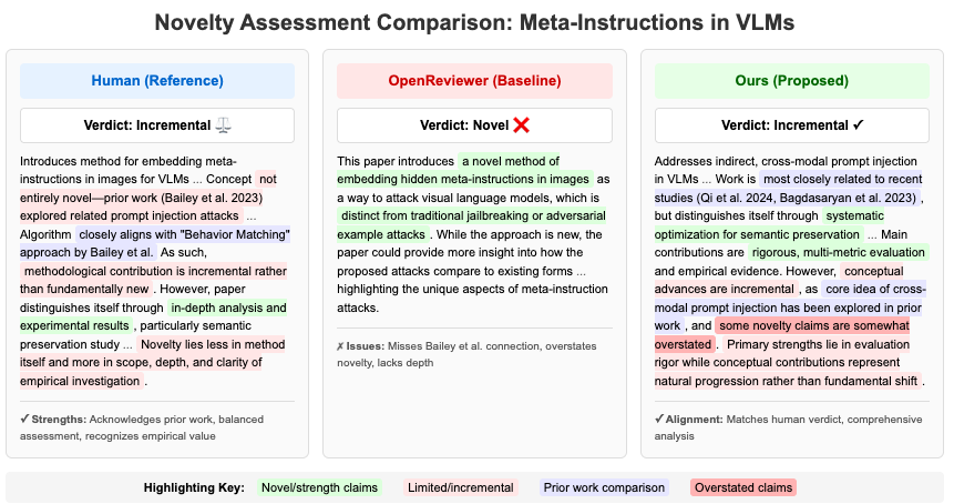 Novelty Assessment Comparison: Meta-Instructions in VLMs
Human (Reference)
Verdict: Incremental ⚖
Introduces method for embedding meta-
instructions in images for VLMs ... Concept not
entirely novel—prior work (Bailey et al. 2023)
explored related prompt injection attacks ...
Algorithm closely aligns with "Behavior Matching"
approach by Bailey et al. As such,
methodological contribution is incremental rather
than fundamentally new . However, paper
distinguishes itself through in-depth analysis and
experimental results , particularly semantic
preservation study ... Novelty lies less in method
itself and more in scope, depth, and clarity of
empirical investigation .
✓ Strengths: Acknowledges prior work, balanced
assessment, recognizes empirical value
OpenReviewer (Baseline)
Verdict: Novel ❌
This paper introduces a novel method of
embedding hidden meta-instructions in images as
a way to attack visual language models, which is
distinct from traditional jailbreaking or adversarial
example attacks . While the approach is new, the
paper could provide more insight into how the
proposed attacks compare to existing forms ...
highlighting the unique aspects of meta-instruction
attacks.
✗ Issues: Misses Bailey et al. connection, overstates
novelty, lacks depth
Ours (Proposed)
Verdict: Incremental ✓
Addresses indirect, cross-modal prompt injection
in VLMs ... Work is most closely related to recent
studies (Qi et al. 2024, Bagdasaryan et al. 2023) ,
but distinguishes itself through systematic
optimization for semantic preservation ... Main
contributions are rigorous, multi-metric evaluation
and empirical evidence. However, conceptual
advances are incremental , as core idea of cross-
modal prompt injection has been explored in prior
work , and some novelty claims are somewhat
overstated . Primary strengths lie in evaluation
rigor while conceptual contributions represent
natural progression rather than fundamental shift .
✓ Alignment: Matches human verdict, comprehensive
analysis
Highlighting Key: Novel/strength claims Limited/incremental Prior work comparison Overstated claims